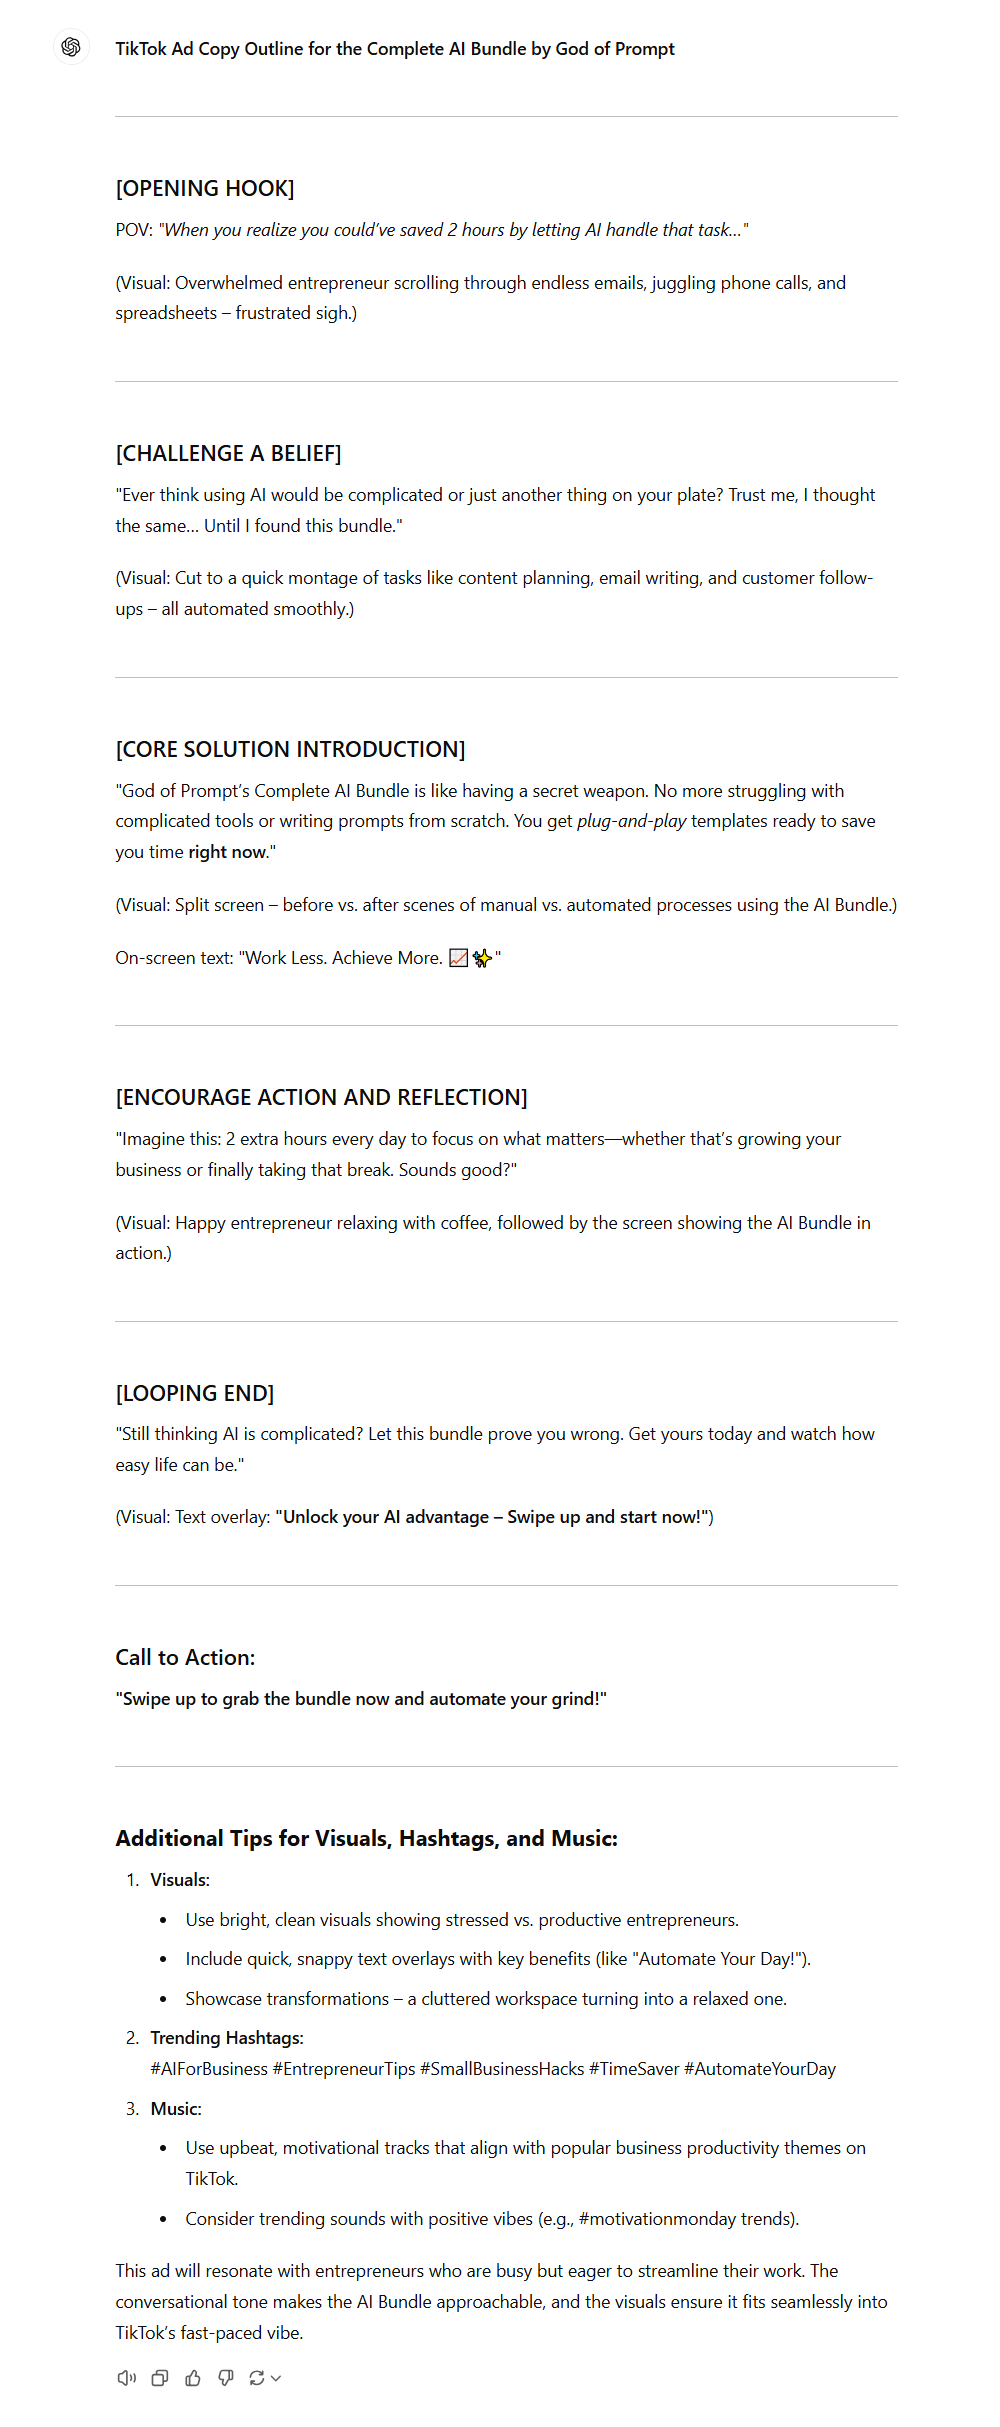 TikTok Ad Copy Outline for the Complete AI Bundle by God of Prompt
[OPENING HOOK]
POV: "When you realize you could’ve saved 2 hours by letting AI handle that task..."
(Visual: Overwhelmed entrepreneur scrolling through endless emails, juggling phone calls, and
spreadsheets – frustrated sigh.)
[CHALLENGE A BELIEF]
"Ever think using AI would be complicated or just another thing on your plate? Trust me, I thought
the same... Until I found this bundle."
(Visual: Cut to a quick montage of tasks like content planning, email writing, and customer follow-
ups – all automated smoothly.)
[CORE SOLUTION INTRODUCTION]
"God of Prompt’s Complete AI Bundle is like having a secret weapon. No more struggling with
complicated tools or writing prompts from scratch. You get plug-and-play templates ready to save
you time right now."
(Visual: Split screen – before vs. after scenes of manual vs. automated processes using the AI Bundle.)
On-screen text: "Work Less. Achieve More. 📈✨"
[ENCOURAGE ACTION AND REFLECTION]
"Imagine this: 2 extra hours every day to focus on what matters—whether that’s growing your
business or finally taking that break. Sounds good?"
(Visual: Happy entrepreneur relaxing with coffee, followed by the screen showing the AI Bundle in
action.)
[LOOPING END]
"Still thinking AI is complicated? Let this bundle prove you wrong. Get yours today and watch how
easy life can be."
(Visual: Text overlay: "Unlock your AI advantage – Swipe up and start now!")
Call to Action:
"Swipe up to grab the bundle now and automate your grind!"
Additional Tips for Visuals, Hashtags, and Music:
1. Visuals:
• Use bright, clean visuals showing stressed vs. productive entrepreneurs.
• Include quick, snappy text overlays with key benefits (like "Automate Your Day!").
• Showcase transformations – a cluttered workspace turning into a relaxed one.
2. Trending Hashtags:
#AIForBusiness #EntrepreneurTips #SmallBusinessHacks #TimeSaver #AutomateYourDay
3. Music:
• Use upbeat, motivational tracks that align with popular business productivity themes on
TikTok.
• Consider trending sounds with positive vibes (e.g., #motivationmonday trends).
This ad will resonate with entrepreneurs who are busy but eager to streamline their work. The
conversational tone makes the AI Bundle approachable, and the visuals ensure it fits seamlessly into
TikTok’s fast-paced vibe.